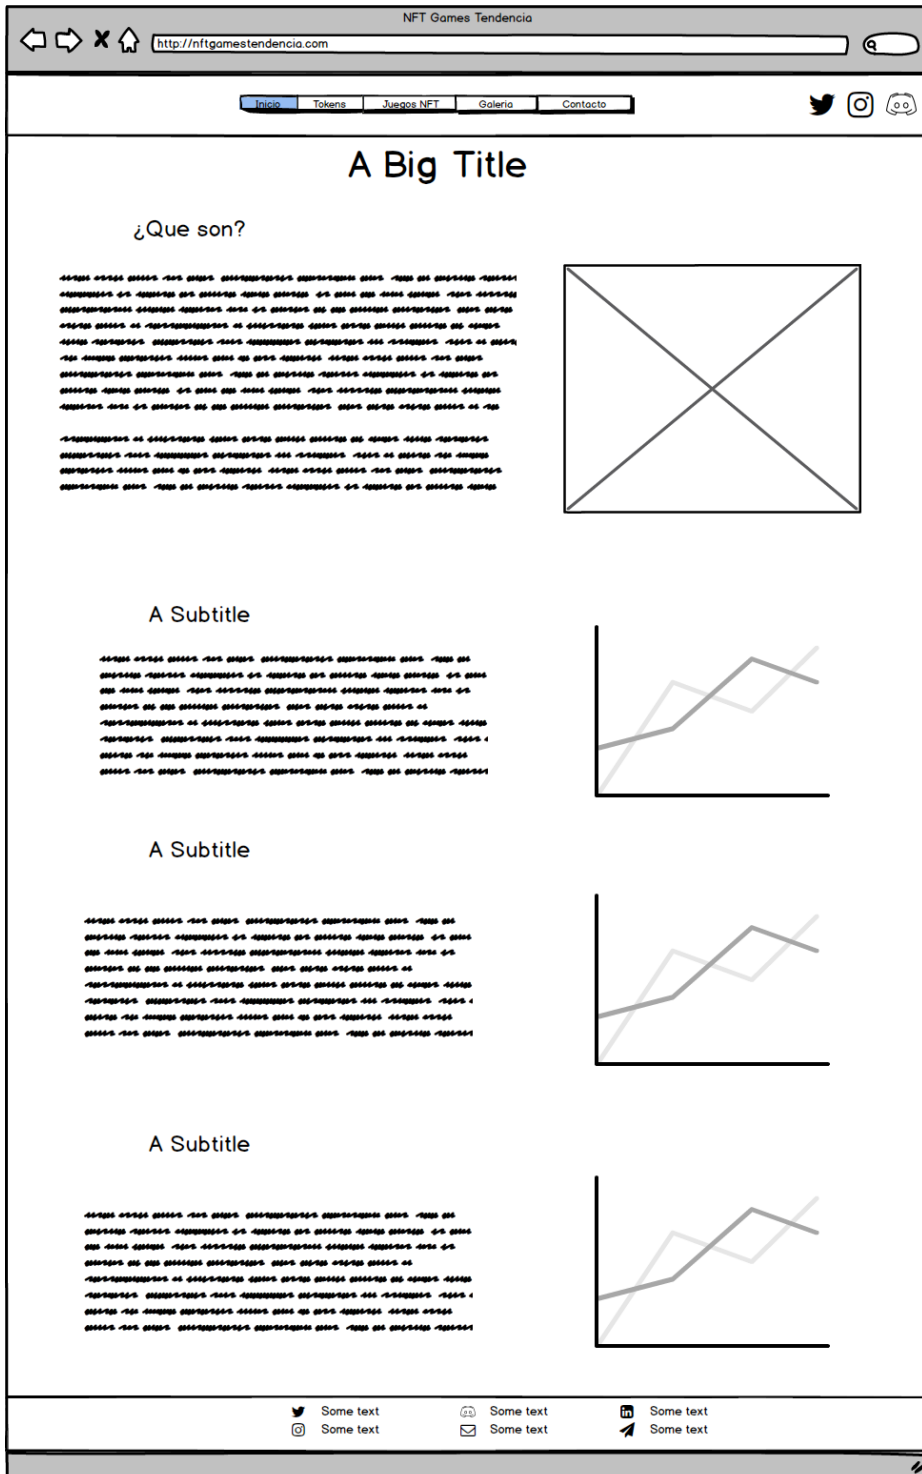 NFT Games Tendencia
http://nftgamestendencia.com
Inicio Tokens Juegos NFT Galeria Contacto
A Big Title
¿Que son?
A Subtitle
A Subtitle
A Subtitle
Some text Some text Some text
Some text Some text Some text